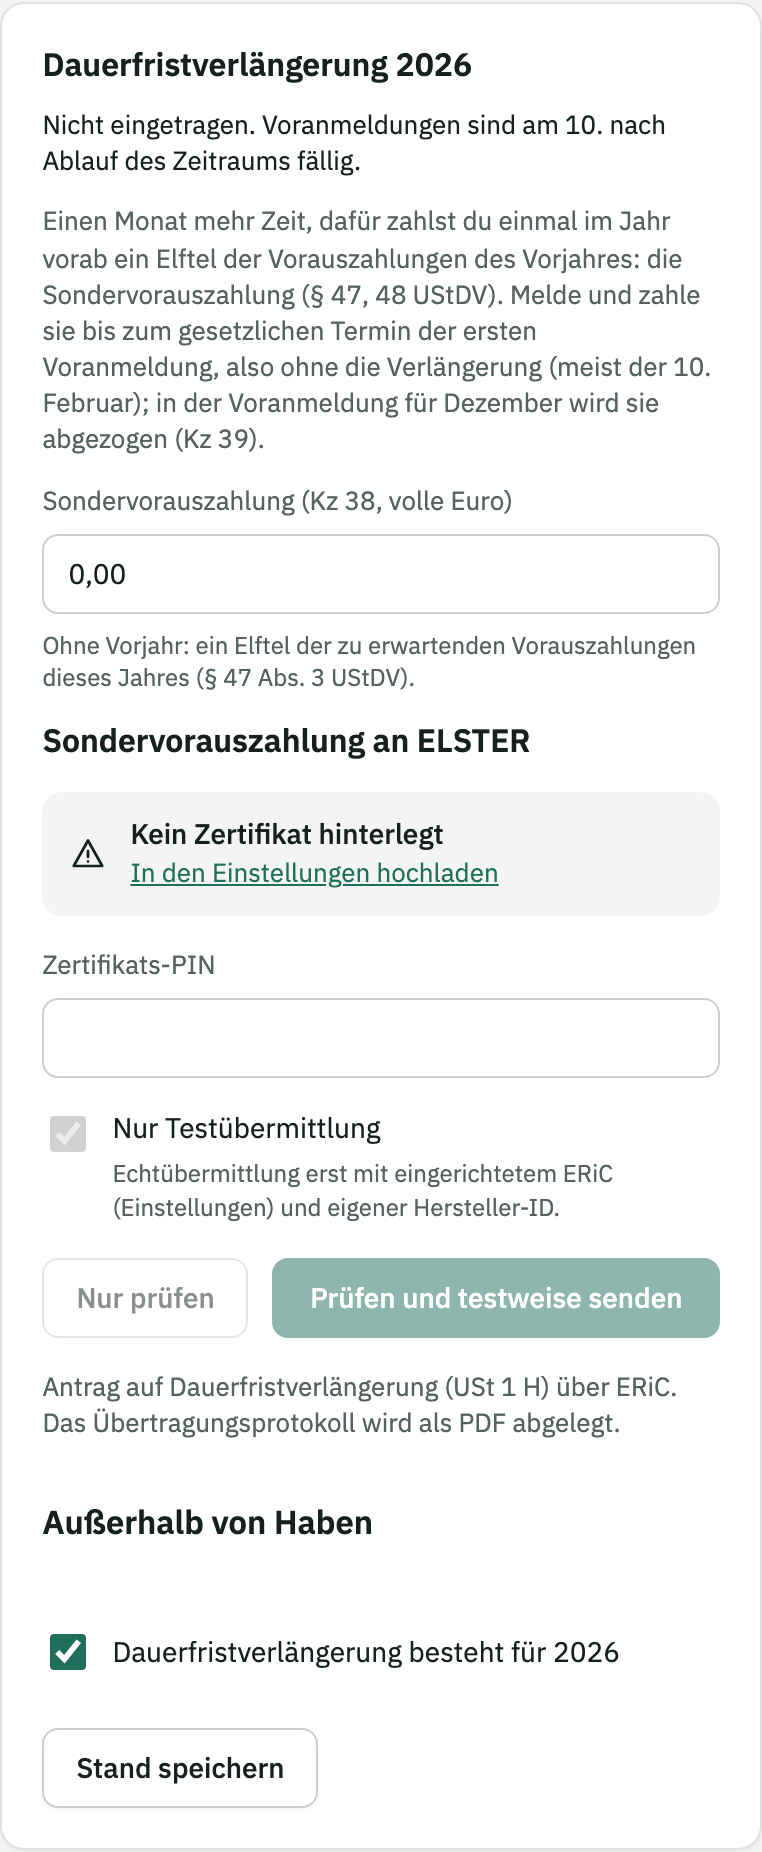 Dauerfristverlängerung 2026
Nicht eingetragen. Voranmeldungen sind am 10. nach
Ablauf des Zeitraums fällig.
Einen Monat mehr Zeit, dafür zahlst du einmal im Jahr
vorab ein Elftel der Vorauszahlungen des Vorjahres: die
Sondervorauszahlung (§ 47, 48 UStDV). Melde und zahle
sie bis zum gesetzlichen Termin der ersten
Voranmeldung, also ohne die Verlängerung (meist der 10.
Februar); in der Voranmeldung für Dezember wird sie
abgezogen (Kz 39).
Sondervorauszahlung (Kz 38, volle Euro)
0,00
Ohne Vorjahr: ein Elftel der zu erwartenden Vorauszahlungen
dieses Jahres (§ 47 Abs. 3 UStDV).
Sondervorauszahlung an ELSTER
Kein Zertifikat hinterlegt
In den Einstellungen hochladen
Zertifikats-PIN
Nur Testübermittlung
Echtübermittlung erst mit eingerichtetem ERiC
(Einstellungen) und eigener Hersteller-ID.
Nur prüfen
Prüfen und testweise senden
Antrag auf Dauerfristverlängerung (USt 1 H) über ERiC.
Das Übertragungsprotokoll wird als PDF abgelegt.
Außerhalb von Haben
Dauerfristverlängerung besteht für 2026
Stand speichern